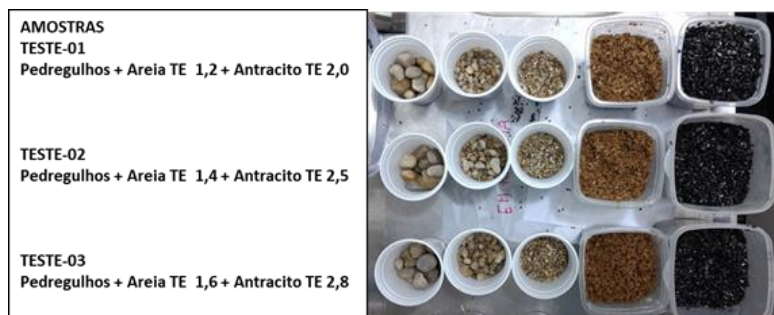 AMOSTRAS
TESTE-01
Pedregulhos + Areia TE 1,2 + Antracito TE 2,0
TESTE-02
Pedregulhos + Areia TE 1,4 + Antracito TE 2,5
TESTE-03
Pedregulhos + Areia TE 1,6 + Antracito TE 2,8